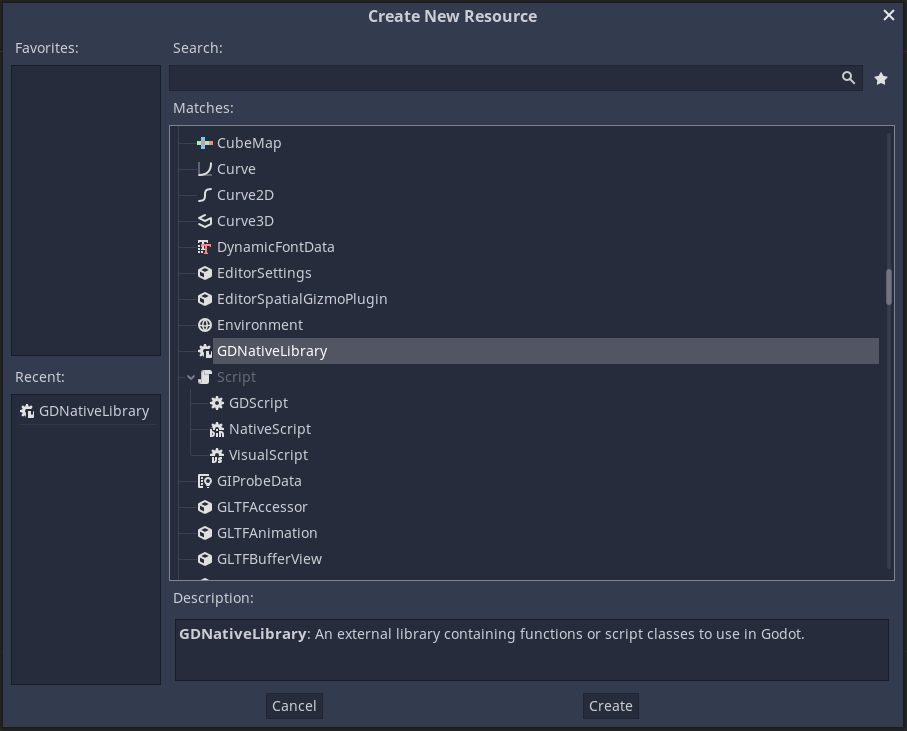 Create New Resource
Favorites:
Search:
Matches:
CubeMap
Curve
Curve2D
Curve3D
DynamicFontData
EditorSettings
EditorSpatialGizmoPlugin
Environment
GDNativeLibrary
Recent:
GDNativeLibrary
Script
GDScript
NativeScript
VisualScript
GIProbeData
GLTFAccessor
GLTFAnimation
GLTFBufferView
Description:
GDNativeLibrary: An external library containing functions or script classes to use in Godot.
Cancel
Create